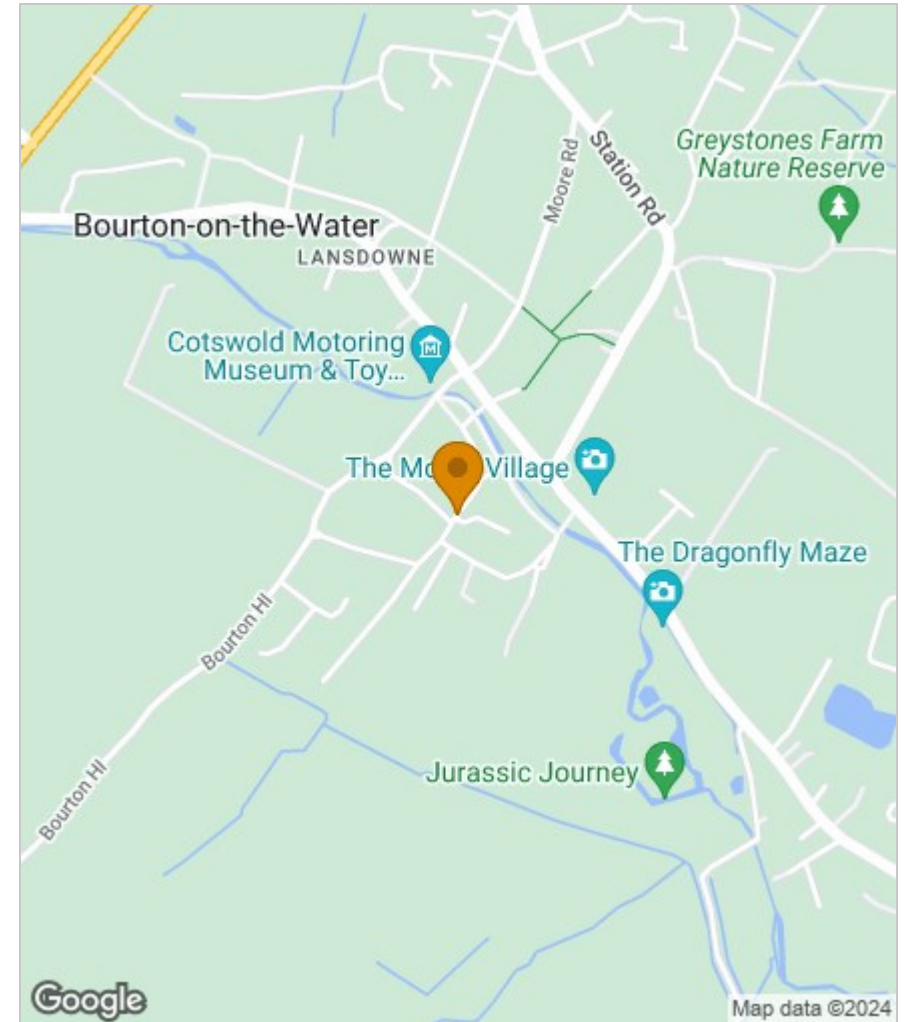 Greystones Farm
Nature Reserve
Station Rd
Moore Rd
Bourton-on-the-Water
LANSDOWNE
Cotswold Motoring
Museum & Toy...
The Village
The Dragonfly Maze
Bourton Hl
Jurassic Journey
Bourton Hl
Google
Map data ©2024